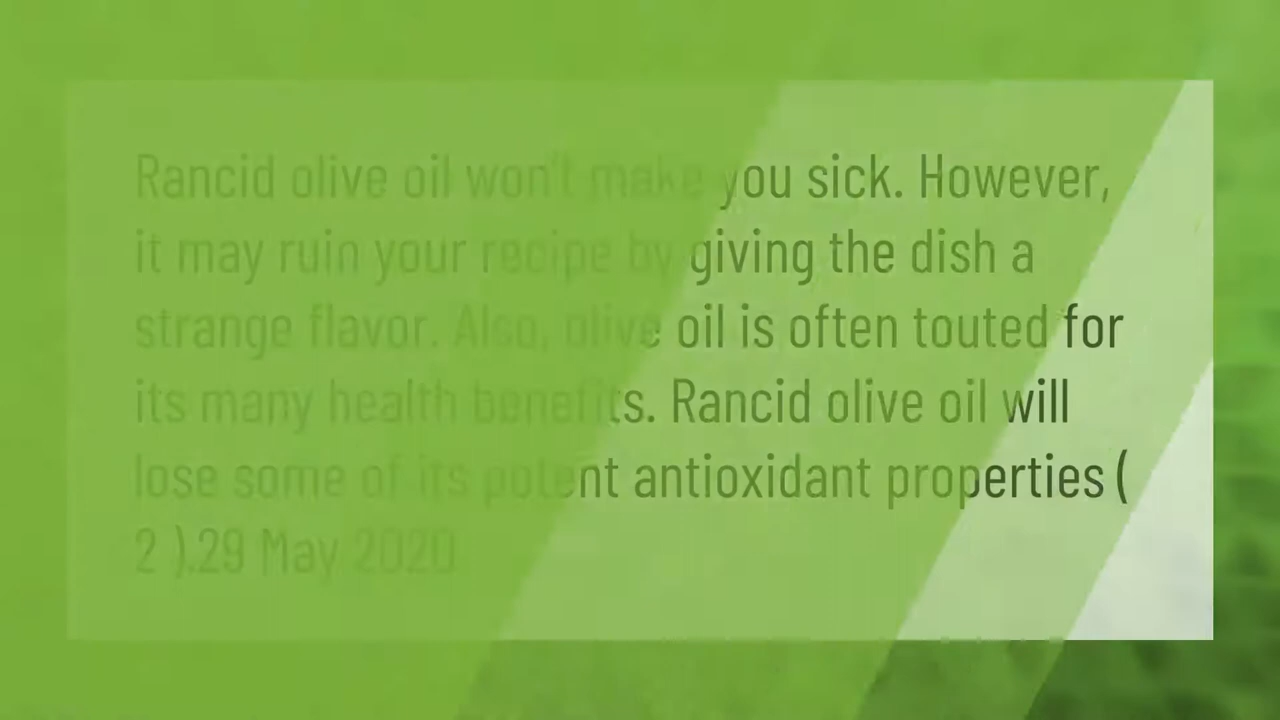 Rancid olive oil won't make you sick. However,
it may ruin your recipe by giving the dish a
strange flavor. Also, olive oil is often touted for
its many health benefits. Rancid olive oil will
lose some of its potent antioxidant properties (
2 ).29 May 2020